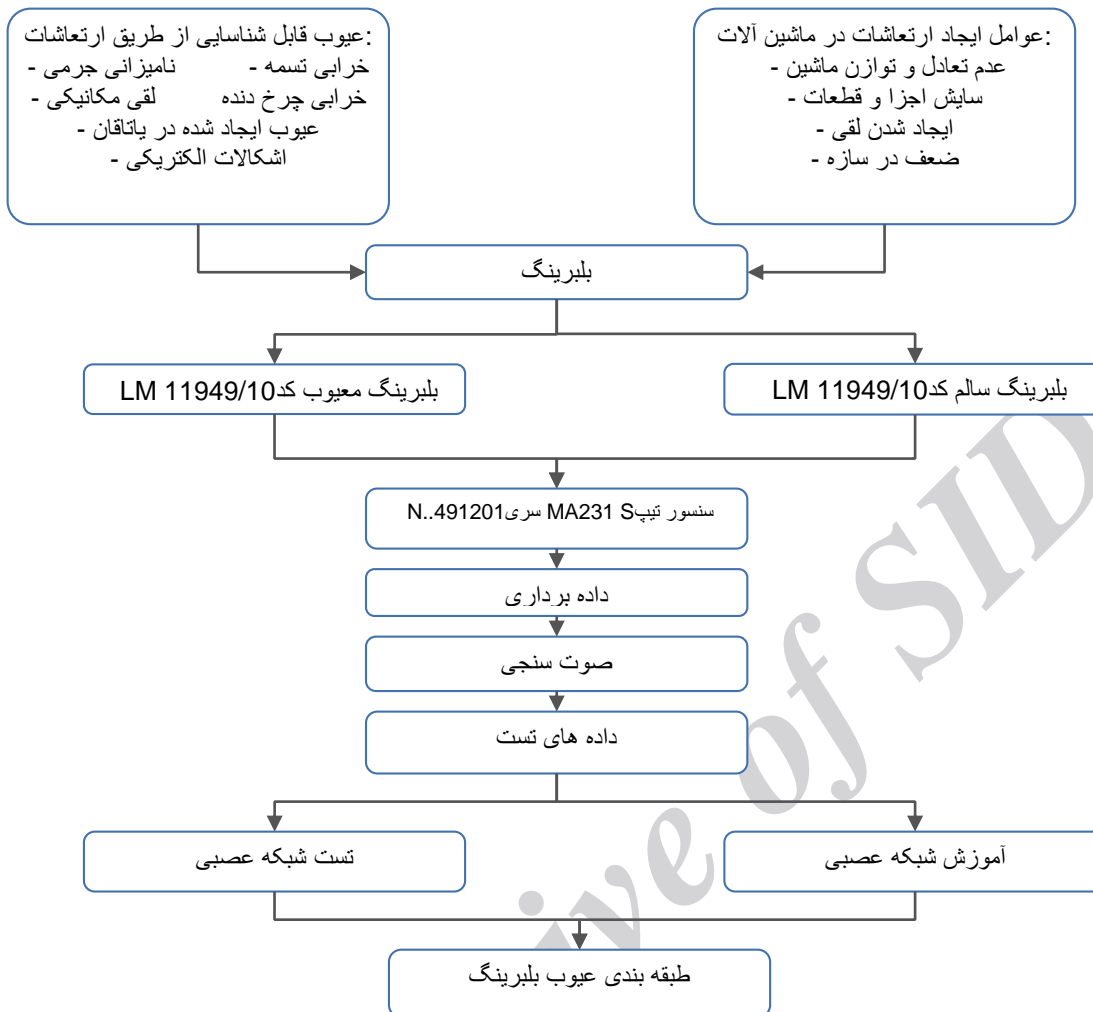 عوامل ایجاد ارتعاشات در ماشین آلات:
عدم تعادل و توازن ماشین -
سایش اجزا و قطعات -
ایجاد شدن لقی -
ضعف در سازه -
عیوب قابل شناسایی از طریق ارتعاشات:
خرابی تسمه - نامیزانی جرمی -
خرابی چرخ دنده لقی مکانیکی -
عیوب ایجاد شده در یاتاقان -
اشکالات الکتریکی -
بلبرینگ
بلبرینگ سالم کد LM 11949/10
بلبرینگ معیوب کد LM 11949/10
سنسور تیپ MA231 S سری N..491201
داده برداری
صوت سنجی
داده های تست
آموزش شبکه عصبی
تست شبکه عصبی
طبقه بندی عیوب بلبرینگ
ive of SID